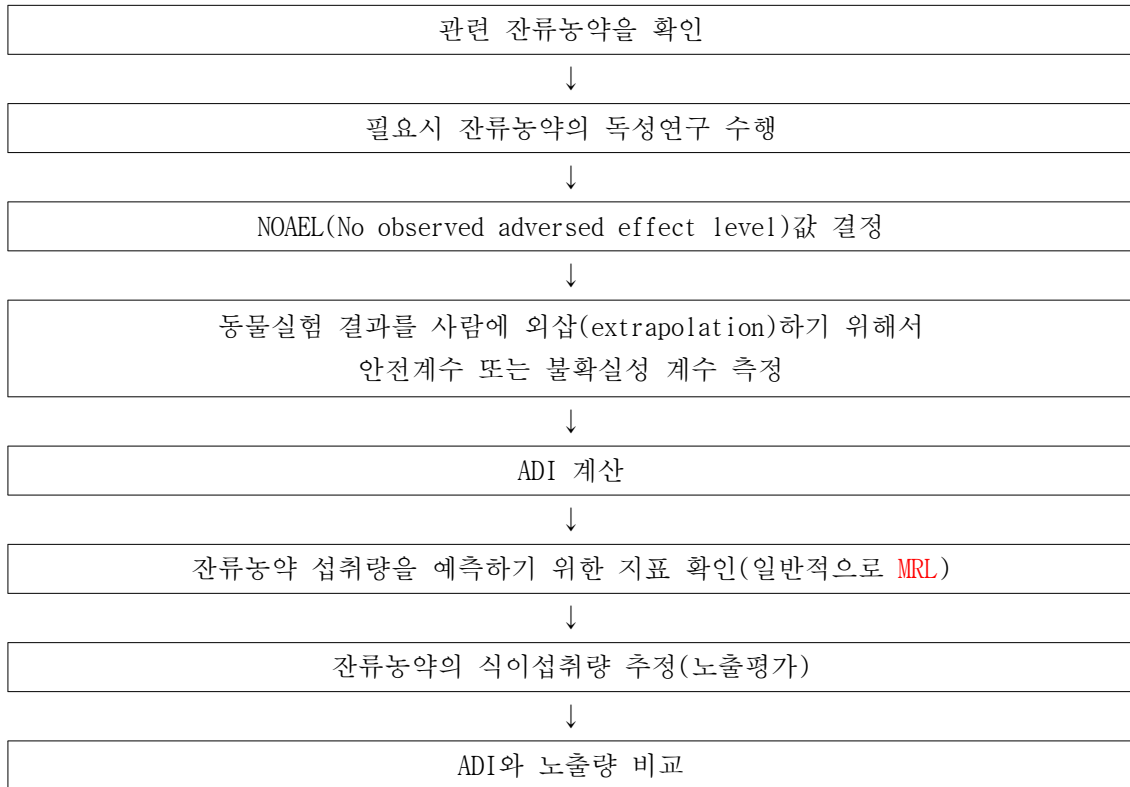 관련 잔류농약을 확인
↓
필요시 잔류농약의 독성연구 수행
↓
NOAEL(No observed adversed effect level)값 결정
↓
동물실험 결과를 사람에 외삽(extrapolation)하기 위해서
안전계수 또는 불확실성 계수 측정
↓
ADI 계산
↓
잔류농약 섭취량을 예측하기 위한 지표 확인(일반적으로 MRL)
↓
잔류농약의 식이섭취량 추정(노출평가)
↓
ADI와 노출량 비교